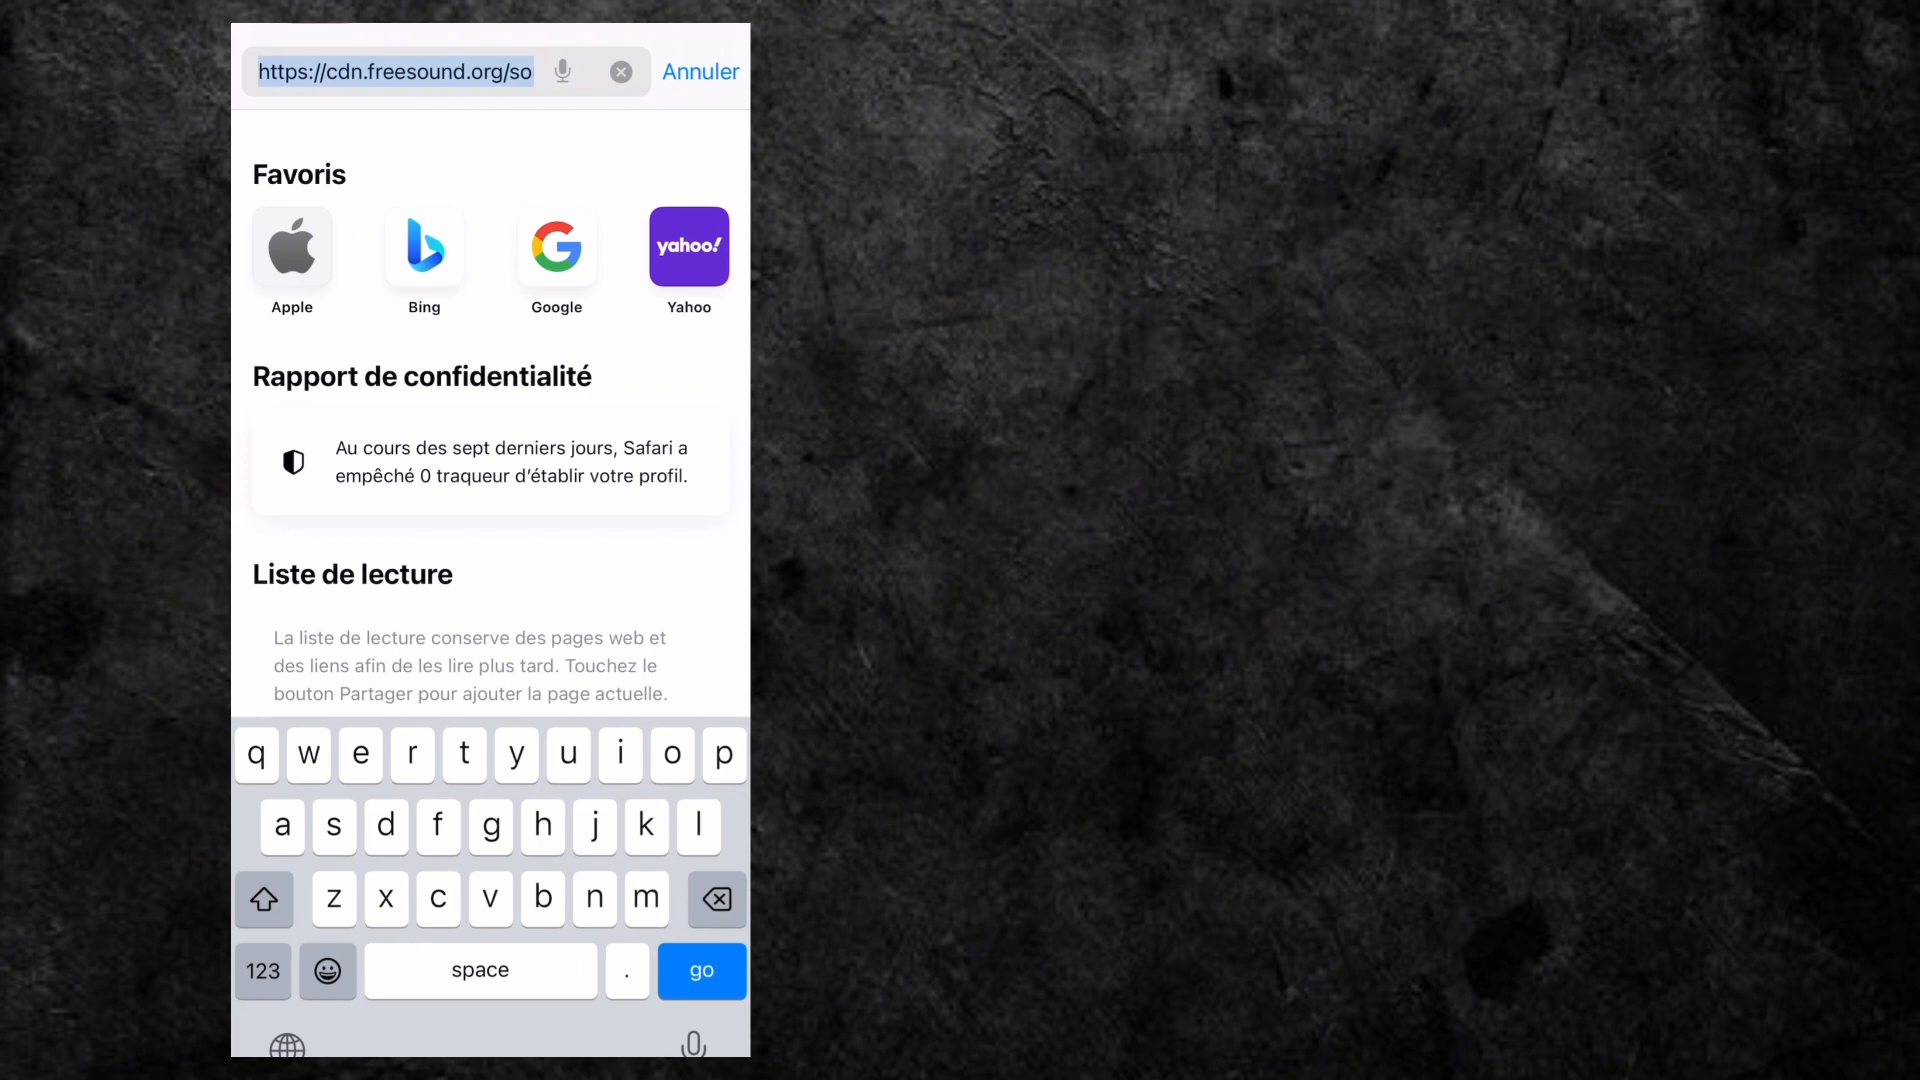 https://cdn.freesound.org/so
Annuler
Favoris
yahoo!
Apple
Bing
Google
Yahoo
Rapport de confidentialité
Au cours des sept derniers jours, Safari a
empêché 0 traqueur d’établir votre profil.
Liste de lecture
La liste de lecture conserve des pages web et
des liens afin de les lire plus tard. Touchez le
bouton Partager pour ajouter la page actuelle.
q w e r t y u i o p
a s d f g h j k l
z x c v b n m
123 space . go